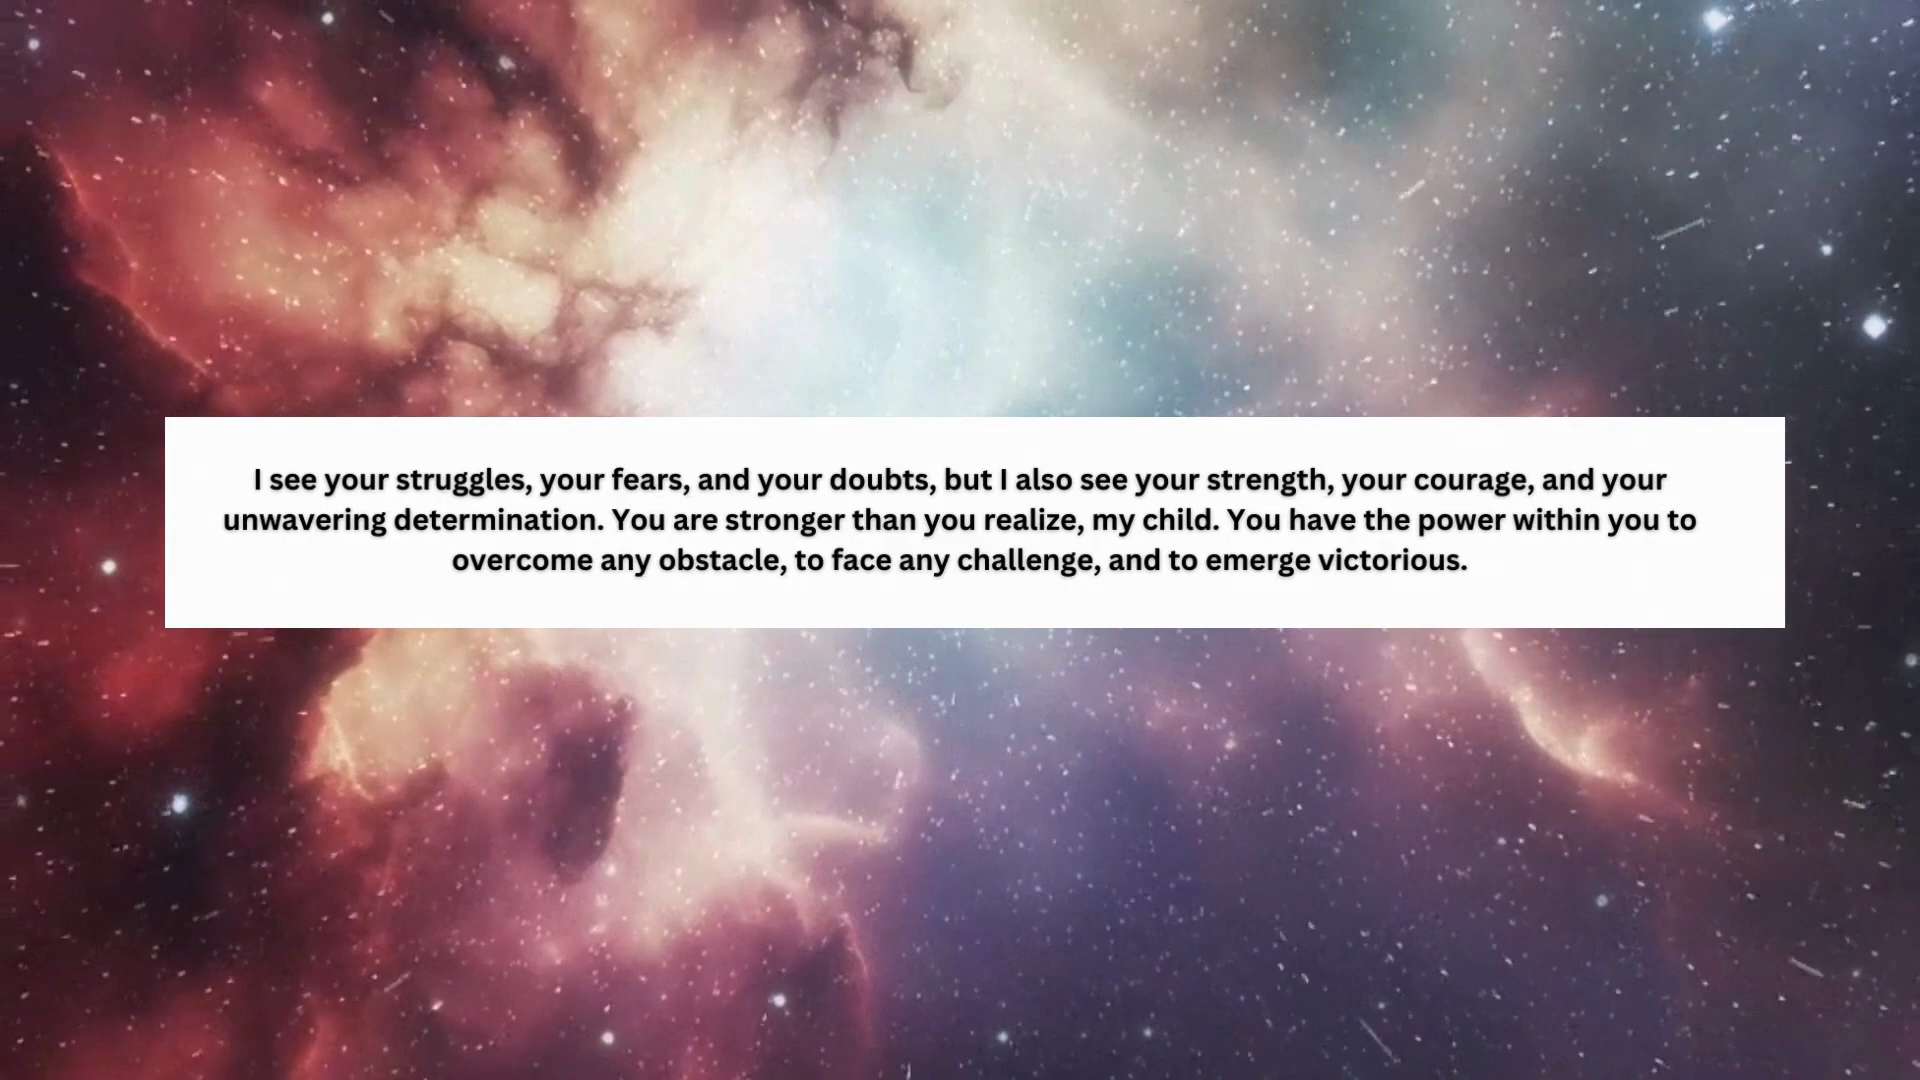 I see your struggles, your fears, and your doubts, but I also see your strength, your courage, and your
unwavering determination. You are stronger than you realize, my child. You have the power within you to
overcome any obstacle, to face any challenge, and to emerge victorious.